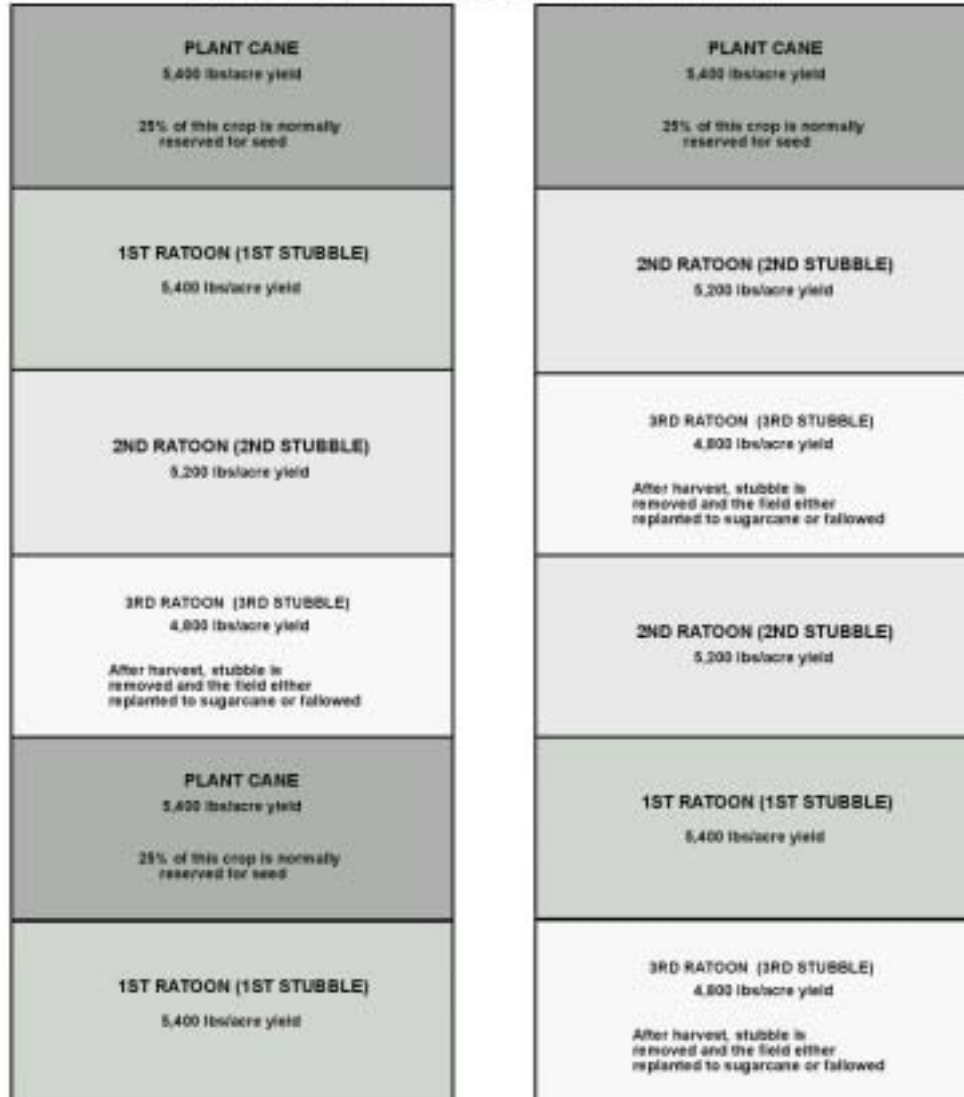 PLANT CANE
5,400 lbs/acre yield
25% of this crop is normally
reserved for seed
1ST RATOON (1ST STUBBLE)
5,400 lbs/acre yield
2ND RATOON (2ND STUBBLE)
5,200 lbs/acre yield
3RD RATOON (3RD STUBBLE)
4,800 lbs/acre yield
After harvest, stubble is
removed and the field either
replanted to sugarcane or fallowed
PLANT CANE
5,400 lbs/acre yield
25% of this crop is normally
reserved for seed
1ST RATOON (1ST STUBBLE)
5,400 lbs/acre yield
PLANT CANE
5,400 lbs/acre yield
25% of this crop is normally
reserved for seed
2ND RATOON (2ND STUBBLE)
5,200 lbs/acre yield
3RD RATOON (3RD STUBBLE)
4,800 lbs/acre yield
After harvest, stubble is
removed and the field either
replanted to sugarcane or fallowed
2ND RATOON (2ND STUBBLE)
5,200 lbs/acre yield
1ST RATOON (1ST STUBBLE)
5,400 lbs/acre yield
3RD RATOON (3RD STUBBLE)
4,800 lbs/acre yield
After harvest, stubble is
removed and the field either
replanted to sugarcane or fallowed